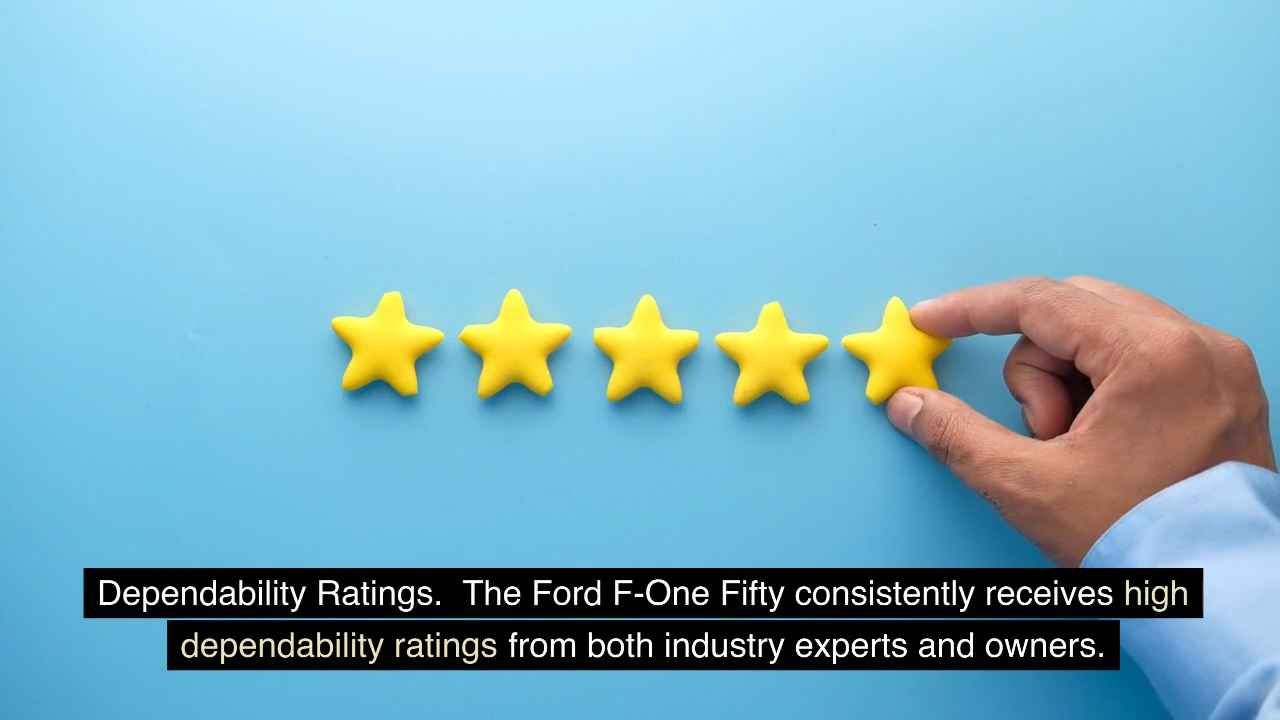 Dependability Ratings.  The Ford F-One Fifty consistently receives high
dependability ratings from both industry experts and owners.